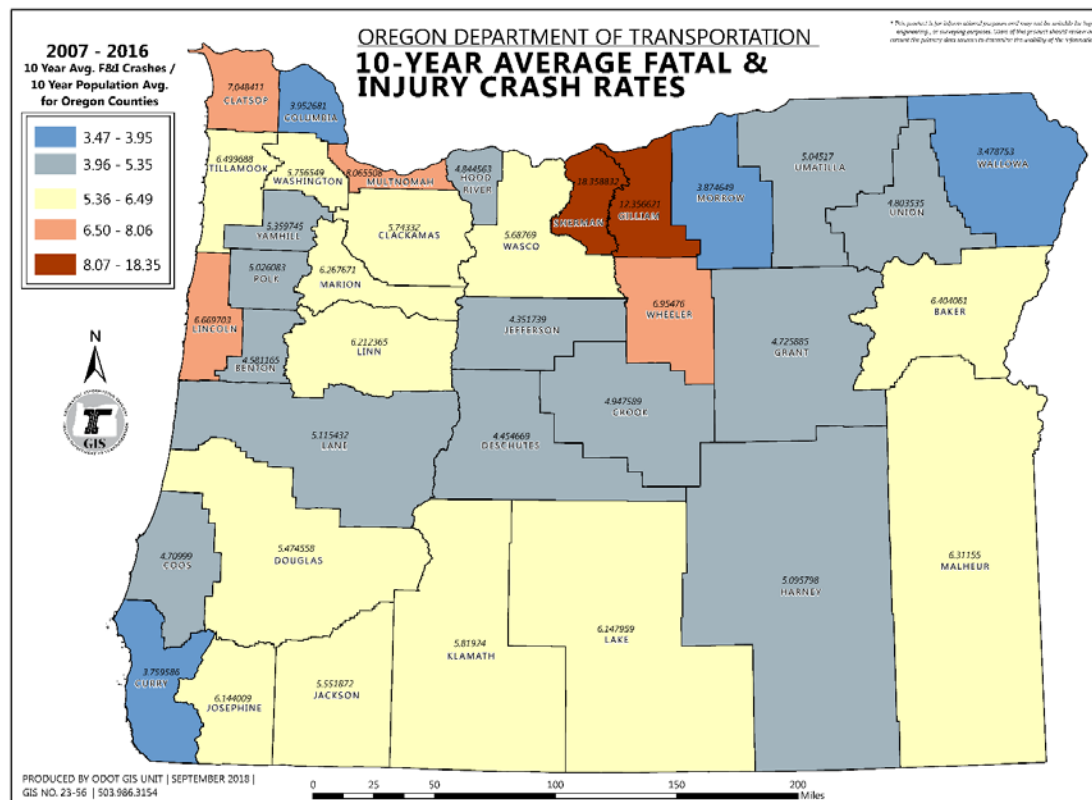 OREGON DEPARTMENT OF TRANSPORTATION
10-YEAR AVERAGE FATAL &
INJURY CRASH RATES
2007 - 2016
10 Year Avg. F&I Crashes /
10 Year Population Avg.
for Oregon Counties
3.47 - 3.95
3.96 - 5.35
5.36 - 6.49
6.50 - 8.06
8.07 - 18.35
7.048411
CLATSOP
3.952681
COLUMBIA
6.499688
TILLAMOOK
5.756549
WASHINGTON
8.065508
MULTNOMAH
4.844563
HOOD
RIVER
18.358832
SHERMAN
12.356621
GILLIAM
3.874649
MORROW
5.04517
UMATILLA
4.803535
UNION
3.478753
WALLOWA
5.359745
YAMHILL
5.74332
CLACKAMAS
5.68769
WASCO
5.026083
POLK
6.267671
MARION
6.669703
LINCOLN
4.581165
BENTON
6.212365
LINN
4.351739
JEFFERSON
6.95476
WHEELER
4.725885
GRANT
6.404061
BAKER
4.947589
CROOK
5.115432
LANE
4.454669
DESCHUTES
4.70999
COOS
5.474558
DOUGLAS
5.095798
HARNEY
6.31155
MALHEUR
3.759586
CURRY
6.144009
JOSEPHINE
5.551872
JACKSON
5.81924
KLAMATH
6.147959
LAKE
N
GIS
PRODUCED BY ODOT GIS UNIT | SEPTEMBER 2018 |
GIS NO. 23-56 | 503.986.3154
0 25 50 100 150 200
Miles